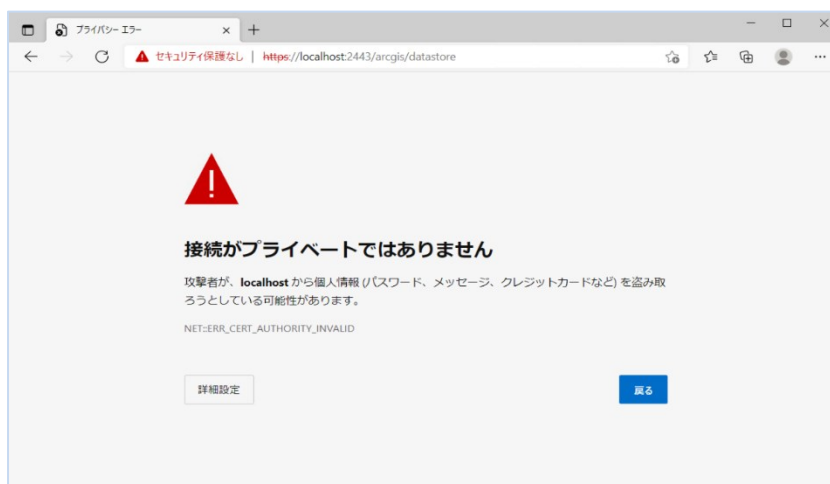 プライバシー エラー
セキュリティ保護なし | https://localhost:2443/arcgis/datastore
接続がプライベートではありません
攻撃者が、localhost から個人情報 (パスワード、メッセージ、クレジットカードなど) を盗み取
ろうとしている可能性があります。
NET::ERR_CERT_AUTHORITY_INVALID
詳細設定
戻る